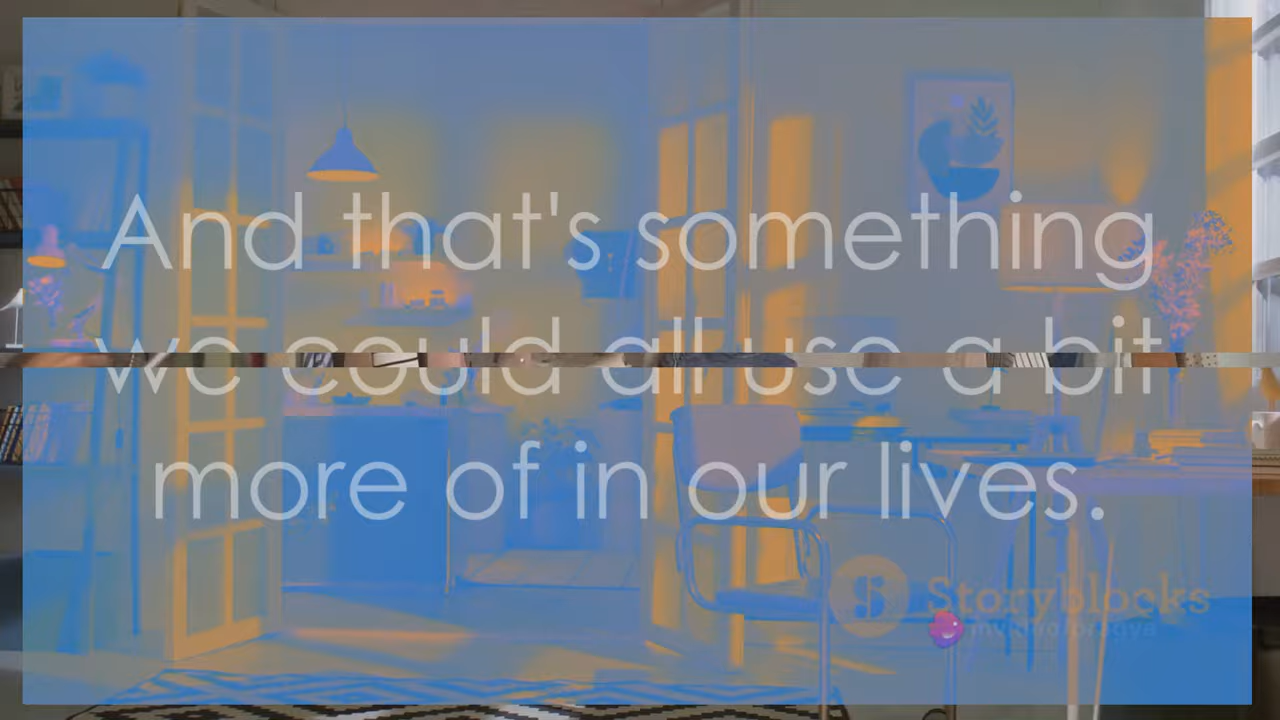 And that's something
we could all use a bit
more of in our lives.
Storyblocks